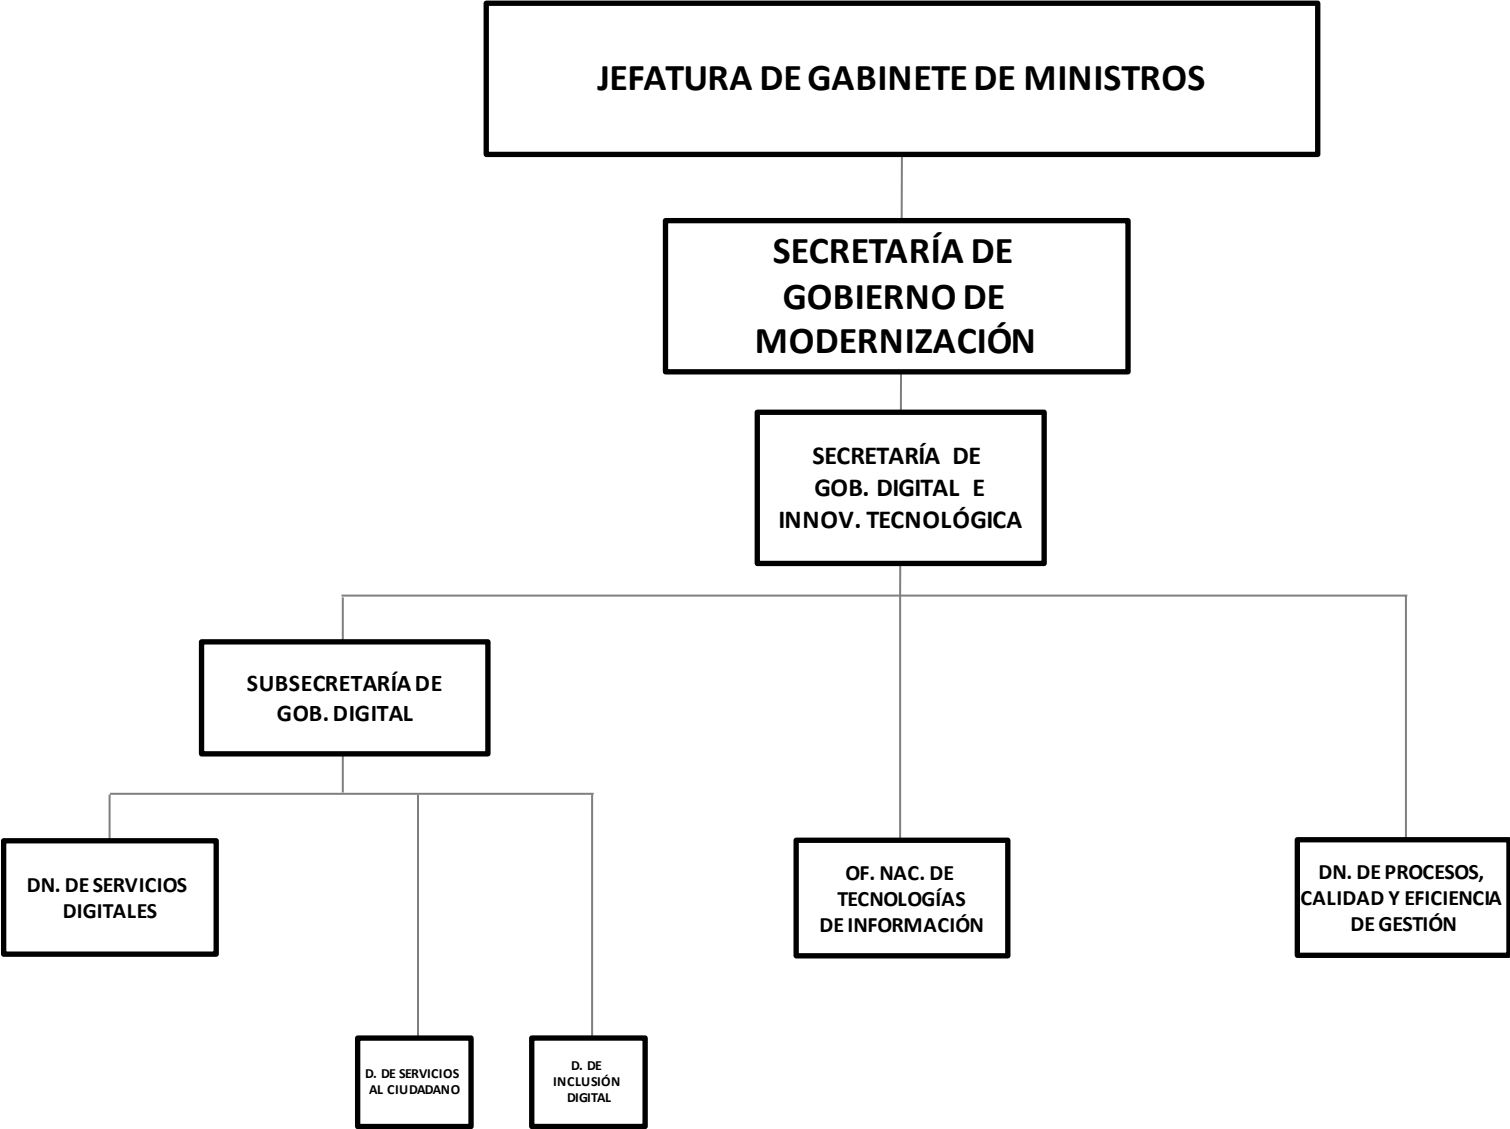 JEFATURA DE GABINETE DE MINISTROS
SECRETARÍA DE
GOBIERNO DE
MODERNIZACIÓN
SECRETARÍA DE
GOB. DIGITAL E
INNOV. TECNOLÓGICA
SUBSECRETARÍA DE
GOB. DIGITAL
DN. DE SERVICIOS
DIGITALES
OF. NAC. DE
TECNOLOGÍAS
DE INFORMACIÓN
DN. DE PROCESOS,
CALIDAD Y EFICIENCIA
DE GESTIÓN
D. DE SERVICIOS
AL CIUDADANO
D. DE
INCLUSIÓN
DIGITAL